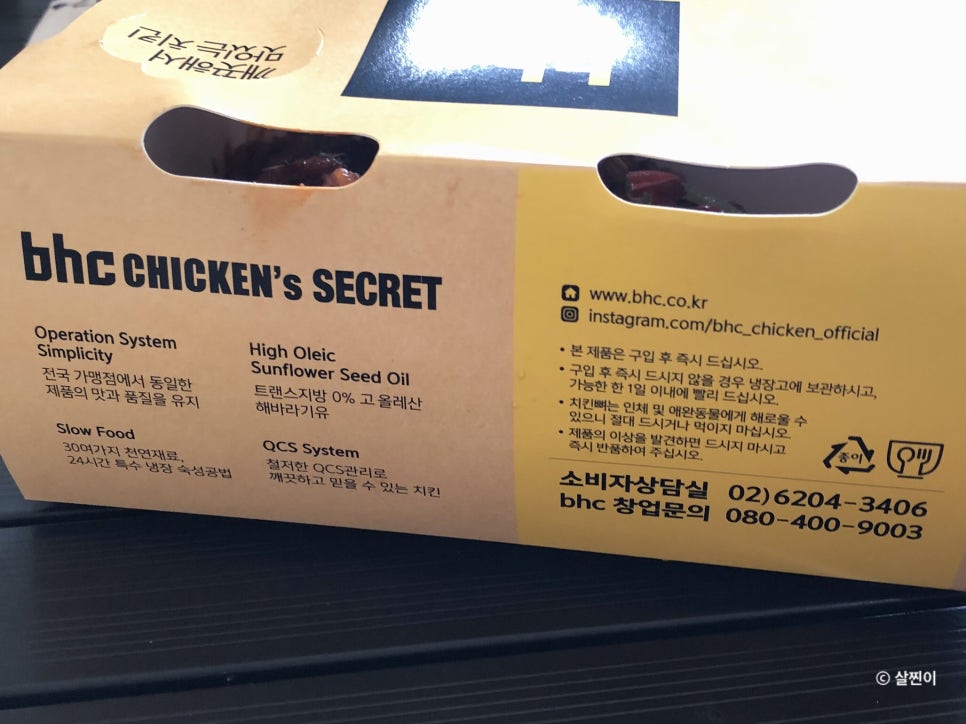 깨끗해서
맛있는 치킨!
bhc CHICKEN's SECRET
Operation System
Simplicity
전국 가맹점에서 동일한
제품의 맛과 품질을 유지
High Oleic
Sunflower Seed Oil
트랜스지방 0% 고 올레산
해바라기유
Slow Food
30여가지 천연재료,
24시간 특수 냉장 숙성공법
QCS System
철저한 QCS관리로
깨끗하고 믿을 수 있는 치킨
www.bhc.co.kr
instagram.com/bhc_chicken_official
• 본 제품은 구입 후 즉시 드십시오.
• 구입 후 즉시 드시지 않을 경우 냉장고에 보관하시고,
가능한 한 1일 이내에 빨리 드십시오.
• 치킨뼈는 인체 및 애완동물에게 해로울 수
있으니 절대 드시거나 먹이지 마십시오.
• 제품의 이상을 발견하면 드시지 마시고
즉시 반품하여 주십시오.
종이
소비자상담실 02)6204-3406
bhc 창업문의 080-400-9003
© 살찐이